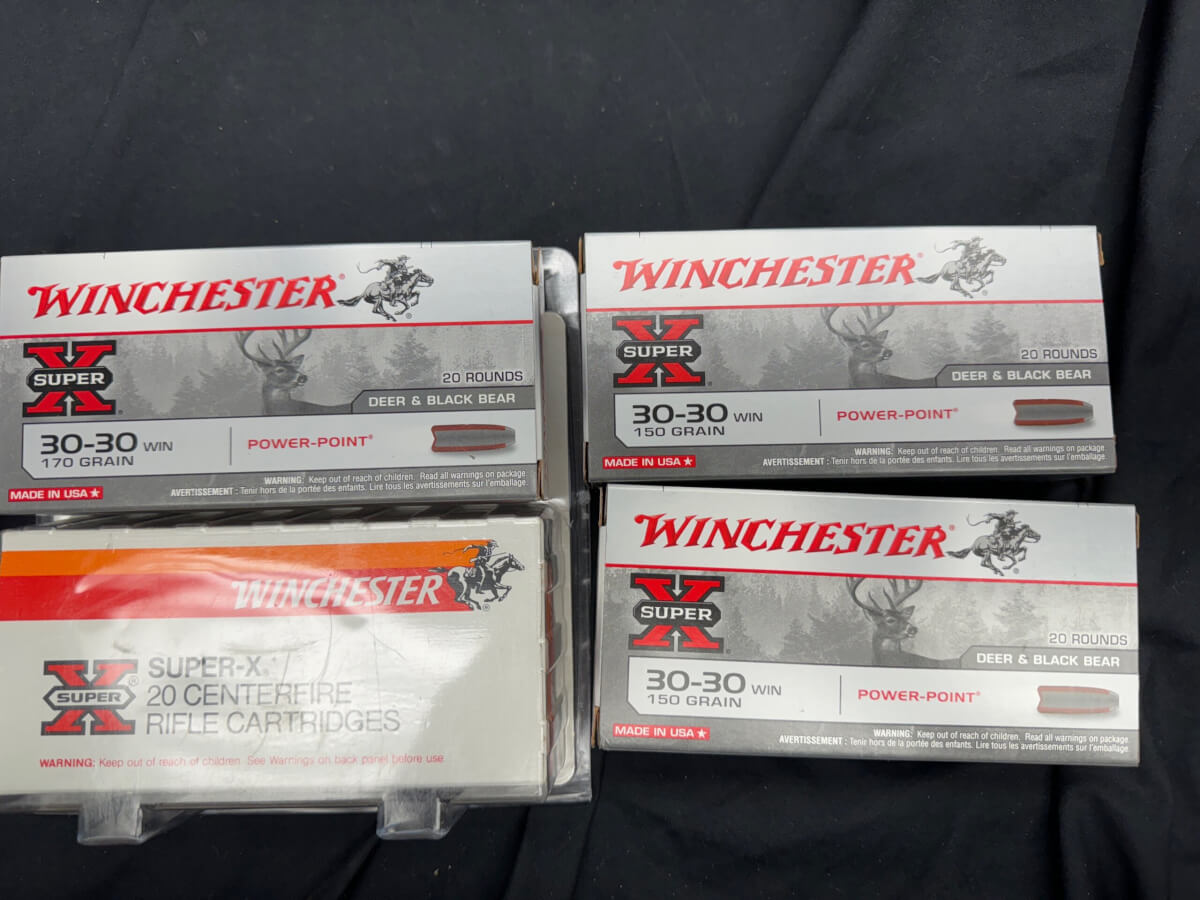 WINCHESTER®
X
SUPER
20 ROUNDS
DEER & BLACK BEAR
30-30 WIN
170 GRAIN
POWER-POINT®
WARNING: Keep out of reach of children. Read all warnings on package.
MADE IN USA
AVERTISSEMENT : Tenir hors de la portée des enfants. Lire tous les avertissements sur l'emballage.
WINCHESTER
X
SUPER
SUPER-X®
20 CENTERFIRE
RIFLE CARTRIDGES
WARNING: Keep out of reach of children. See Warnings on back panel before use.
WINCHESTER®
X
SUPER
20 ROUNDS
DEER & BLACK BEAR
30-30 WIN
150 GRAIN
POWER-POINT®
WARNING: Keep out of reach of children. Read all warnings on package.
MADE IN USA
AVERTISSEMENT : Tenir hors de la portée des enfants. Lire tous les avertissements sur l'emballage.
WINCHESTER®
X
SUPER
20 ROUNDS
DEER & BLACK BEAR
30-30 WIN
150 GRAIN
POWER-POINT®
WARNING: Keep out of reach of children. Read all warnings on package.
MADE IN USA
AVERTISSEMENT : Tenir hors de la portée des enfants. Lire tous les avertissements sur l'emballage.